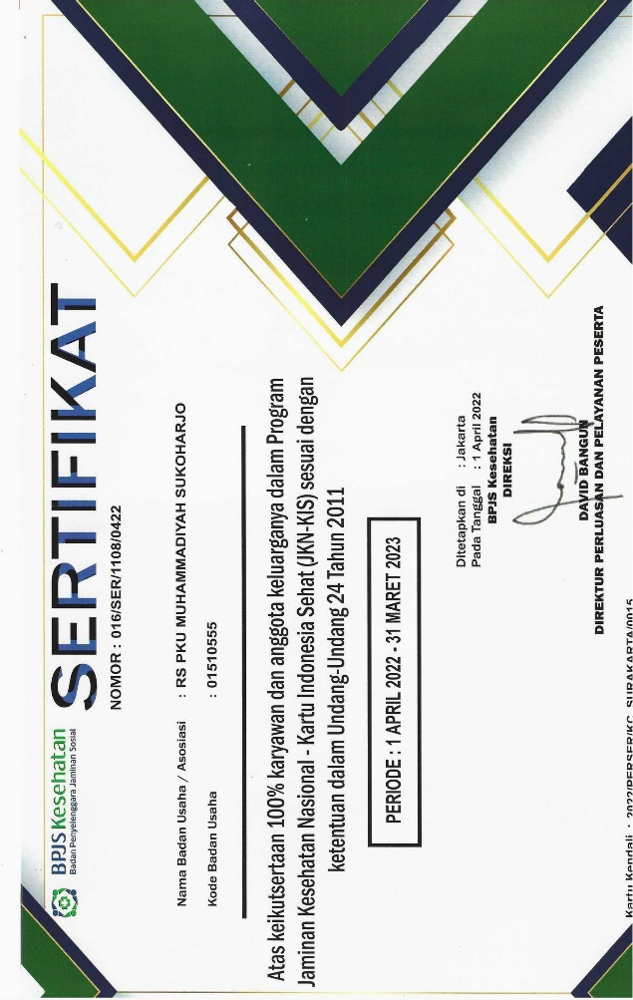 BPJS Kesehatan
Badan Penyelenggara Jaminan Sosial
SERTIFIKAT
NOMOR : 016/SER/1108/0422
Nama Badan Usaha / Asosiasi : RS PKU MUHAMMADIYAH SUKOHARJO
Kode Badan Usaha : 01510555
Atas keikutsertaan 100% karyawan dan anggota keluarganya dalam Program
Jaminan Kesehatan Nasional - Kartu Indonesia Sehat (JKN-KIS) sesuai dengan
ketentuan dalam Undang-Undang 24 Tahun 2011
PERIODE : 1 APRIL 2022 - 31 MARET 2023
Ditetapkan di : Jakarta
Pada Tanggal : 1 April 2022
BPJS Kesehatan
DIREKSI
DAVID BANGUN
DIREKTUR PERLUASAN DAN PELAYANAN PESERTA
Kartu Kendali : 2022/PERSER/KC. SURAKARTA/0015